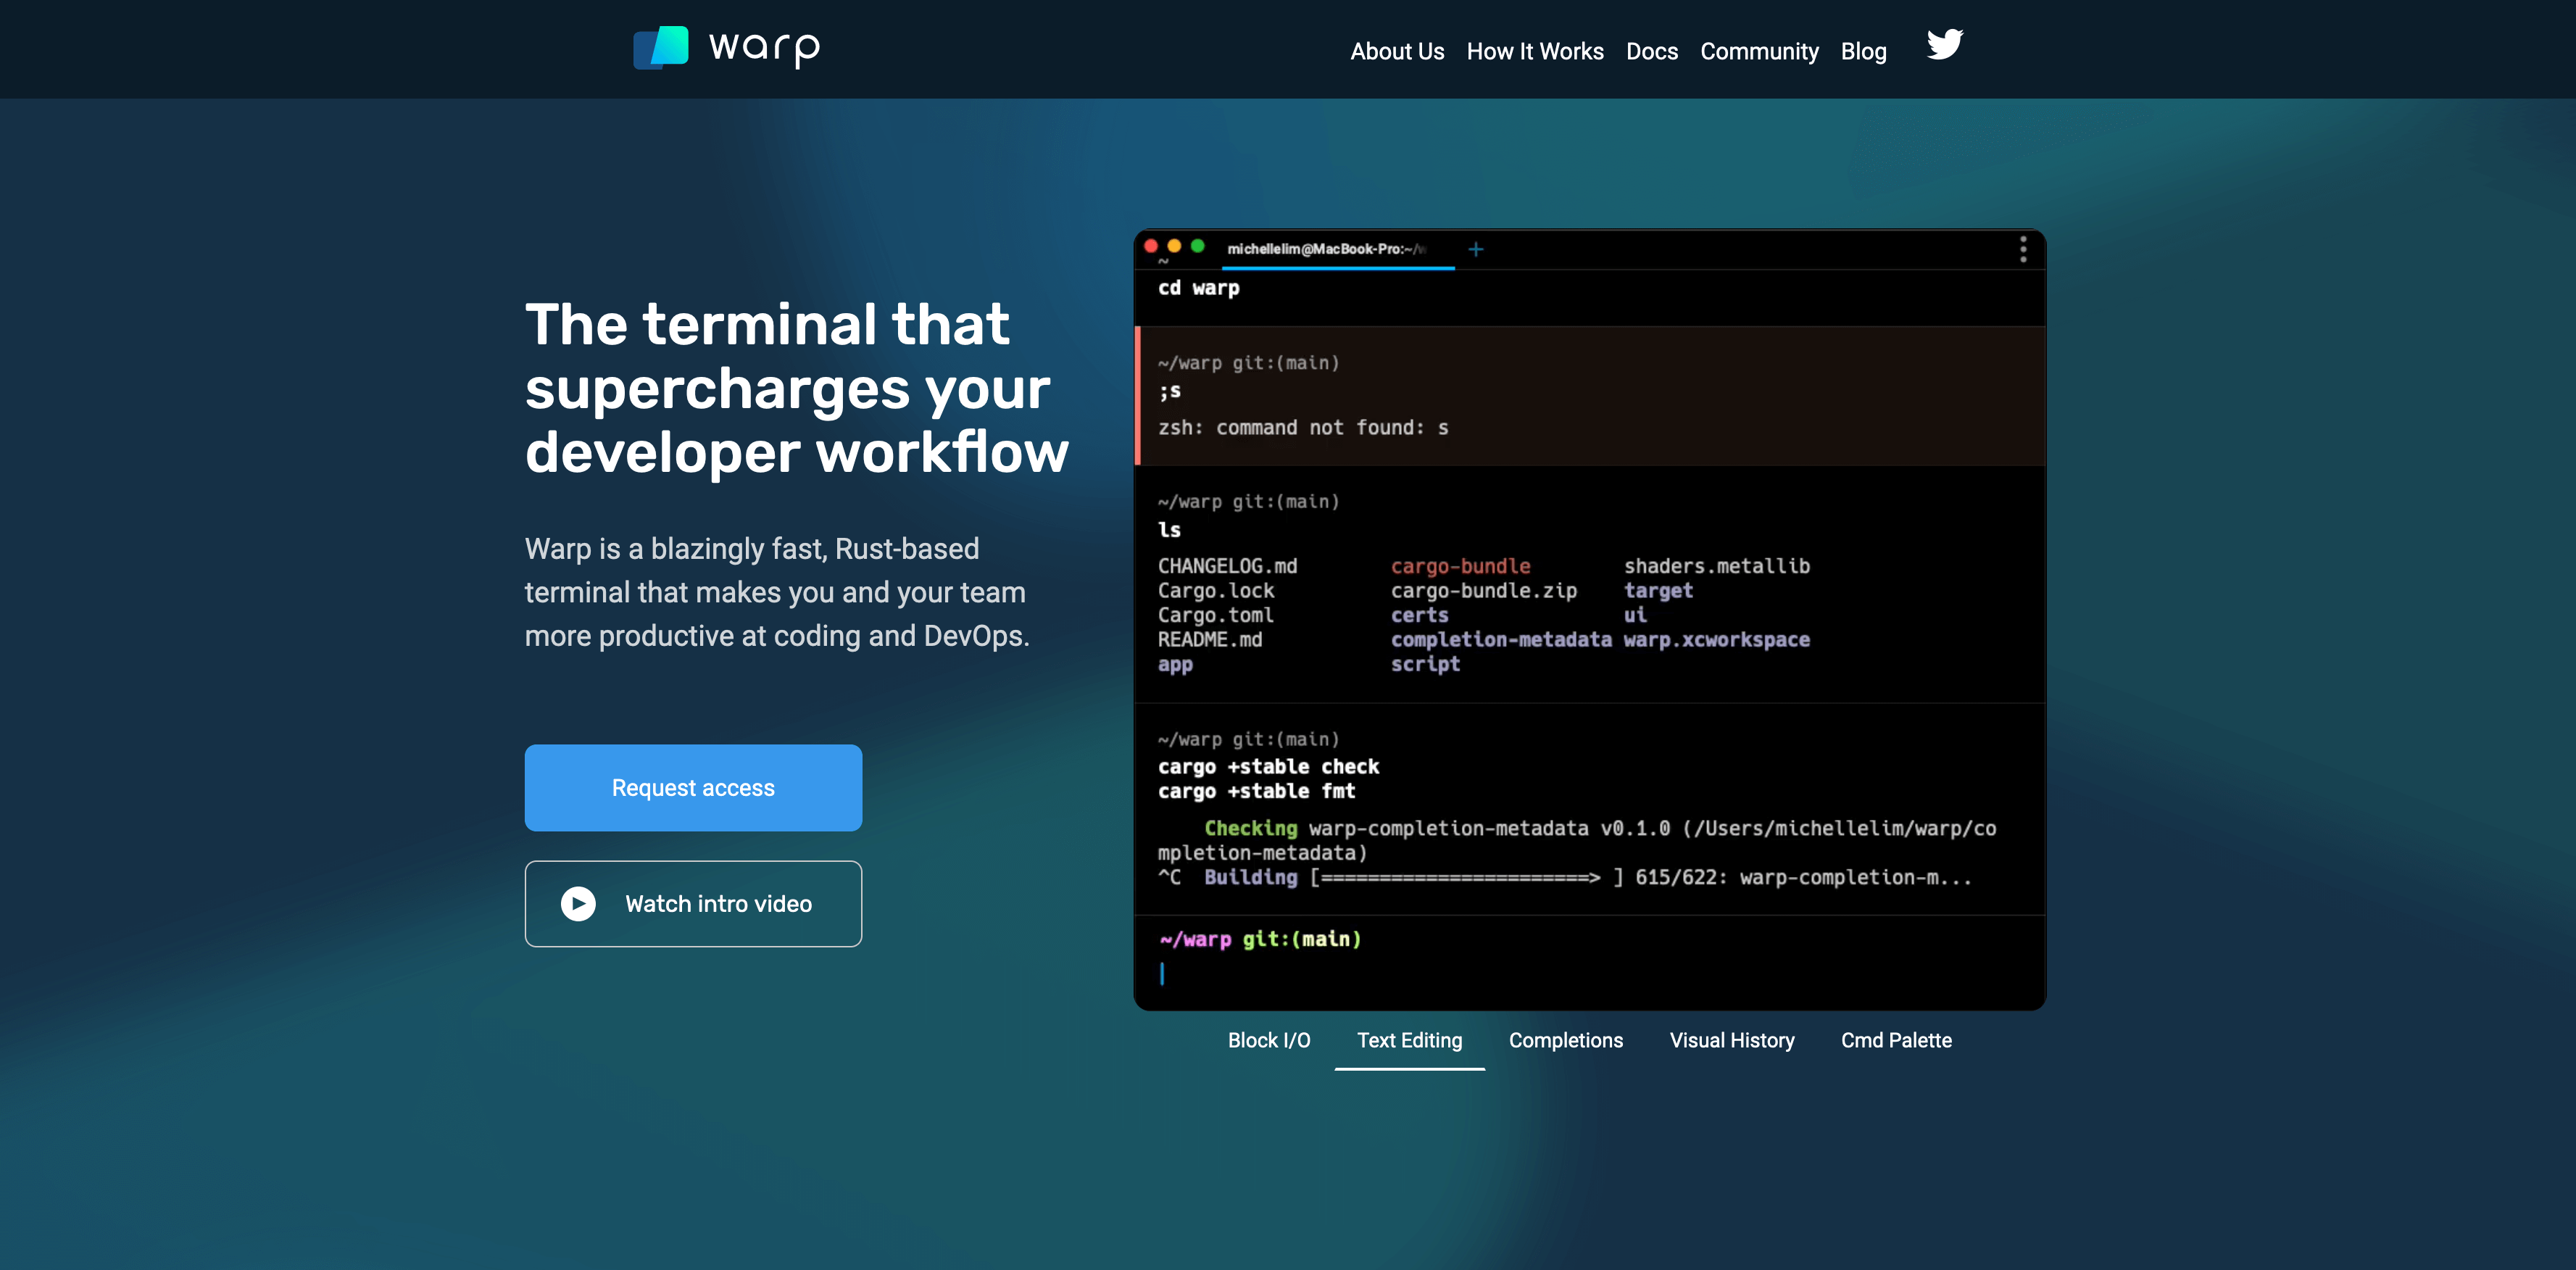 warp
About Us How It Works Docs Community Blog
The terminal that
supercharges your
developer workflow
Warp is a blazingly fast, Rust-based
terminal that makes you and your team
more productive at coding and DevOps.
Request access
Watch intro video
michellelim@MacBook-Pro:~/w +
~
cd warp
~/warp git:(main)
;s
zsh: command not found: s
~/warp git:(main)
ls
CHANGELOG.md cargo-bundle shaders.metallib
Cargo.lock cargo-bundle.zip target
Cargo.toml certs ui
README.md completion-metadata warp.xcworkspace
app script
~/warp git:(main)
cargo +stable check
cargo +stable fmt
Checking warp-completion-metadata v0.1.0 (/Users/michellelim/warp/co
mpletion-metadata)
^C Building [=======================> ] 615/622: warp-completion-m...
~/warp git:(main)
Block I/O Text Editing Completions Visual History Cmd Palette